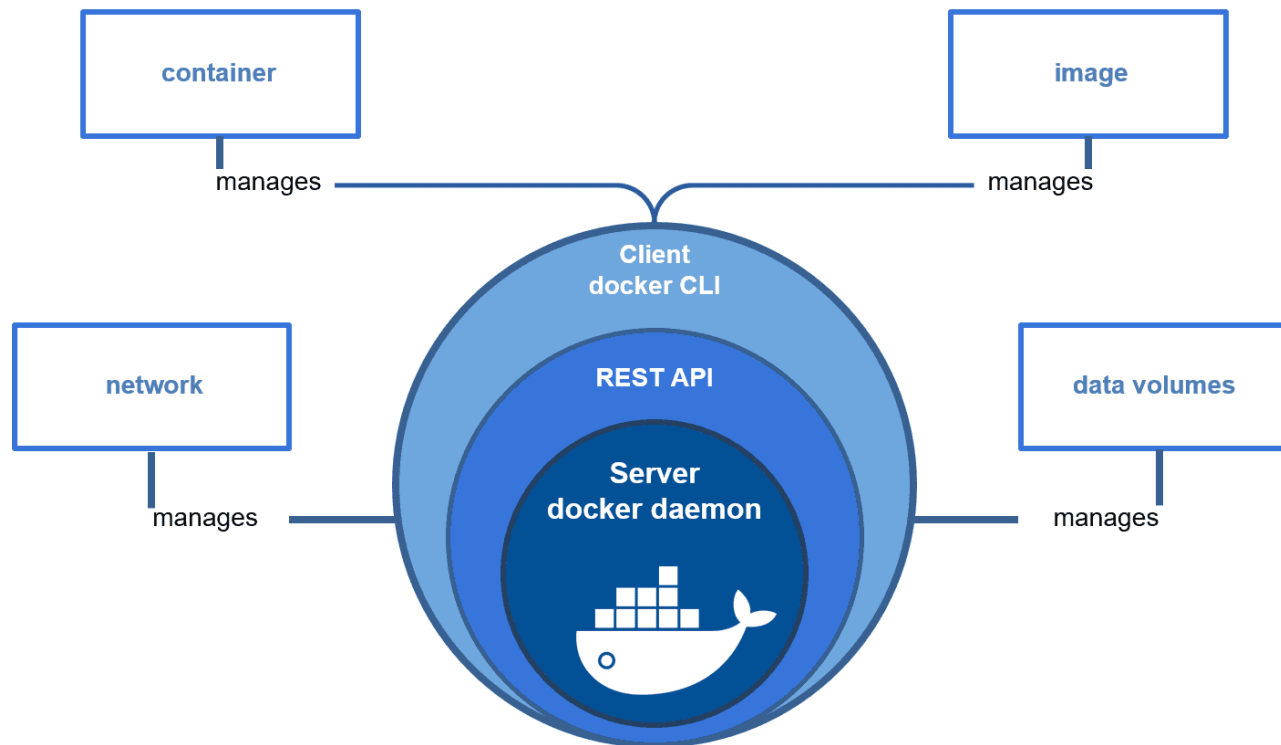 container
image
manages
manages
Client
docker CLI
network
REST API
data volumes
Server
docker daemon
manages
manages